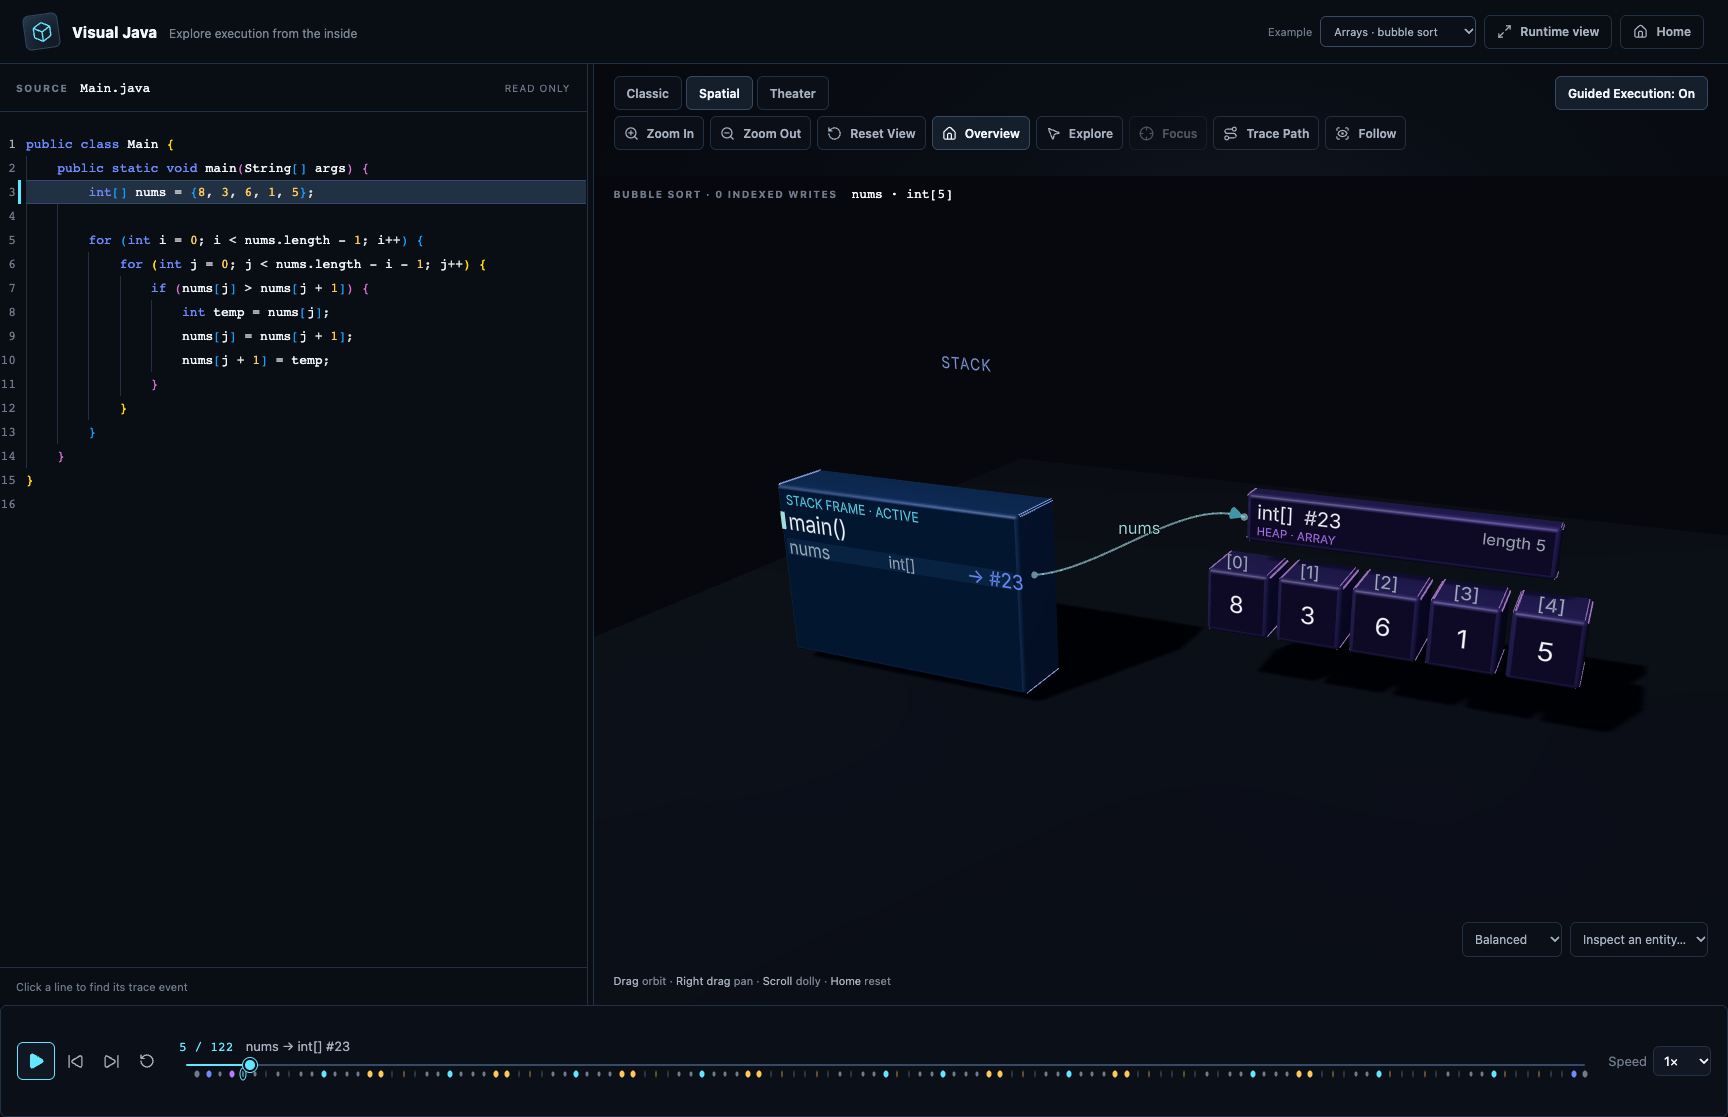 Visual Java Explore execution from the inside
Example Arrays · bubble sort Runtime view Home
SOURCE Main.java READ ONLY
1 public class Main {
2 public static void main(String[] args) {
3 int[] nums = {8, 3, 6, 1, 5};
4
5 for (int i = 0; i < nums.length - 1; i++) {
6 for (int j = 0; j < nums.length - i - 1; j++) {
7 if (nums[j] > nums[j + 1]) {
8 int temp = nums[j];
9 nums[j] = nums[j + 1];
10 nums[j + 1] = temp;
11 }
12 }
13 }
14 }
15 }
16
Click a line to find its trace event
Classic Spatial Theater Guided Execution: On
Zoom In Zoom Out Reset View Overview Explore Focus Trace Path Follow
BUBBLE SORT · 0 INDEXED WRITES nums · int[5]
STACK
STACK FRAME · ACTIVE
main()
nums int[] → #23
nums
int[] #23
HEAP · ARRAY length 5
[0] [1] [2] [3] [4]
8 3 6 1 5
Balanced Inspect an entity...
Drag orbit · Right drag pan · Scroll dolly · Home reset
5 / 122 nums → int[] #23
Speed 1×